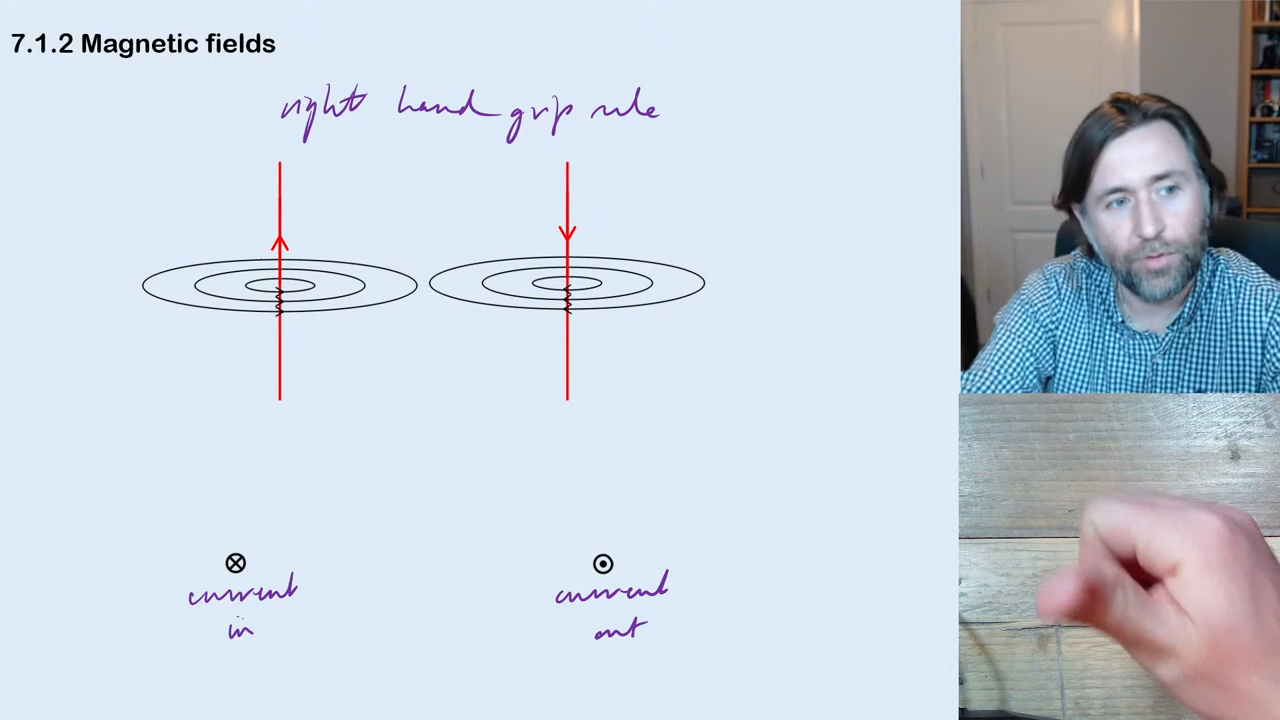 7.1.2 Magnetic fields
right hand grip rule
current
in
current
out